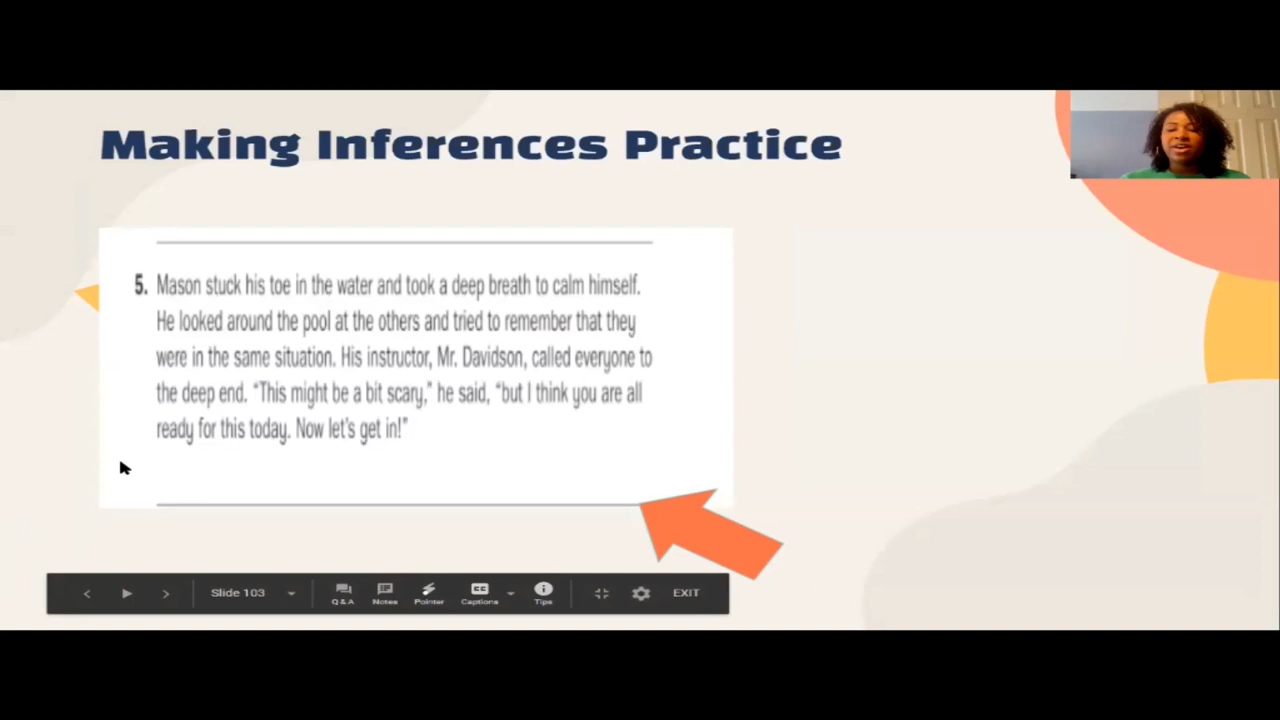 Making Inferences Practice
5. Mason stuck his toe in the water and took a deep breath to calm himself.
He looked around the pool at the others and tried to remember that they
were in the same situation. His instructor, Mr. Davidson, called everyone to
the deep end. “This might be a bit scary,” he said, “but I think you are all
ready for this today. Now let’s get in!”
Slide 103
Q&A
Notes
Pointer
CC
Captions
Tips
EXIT